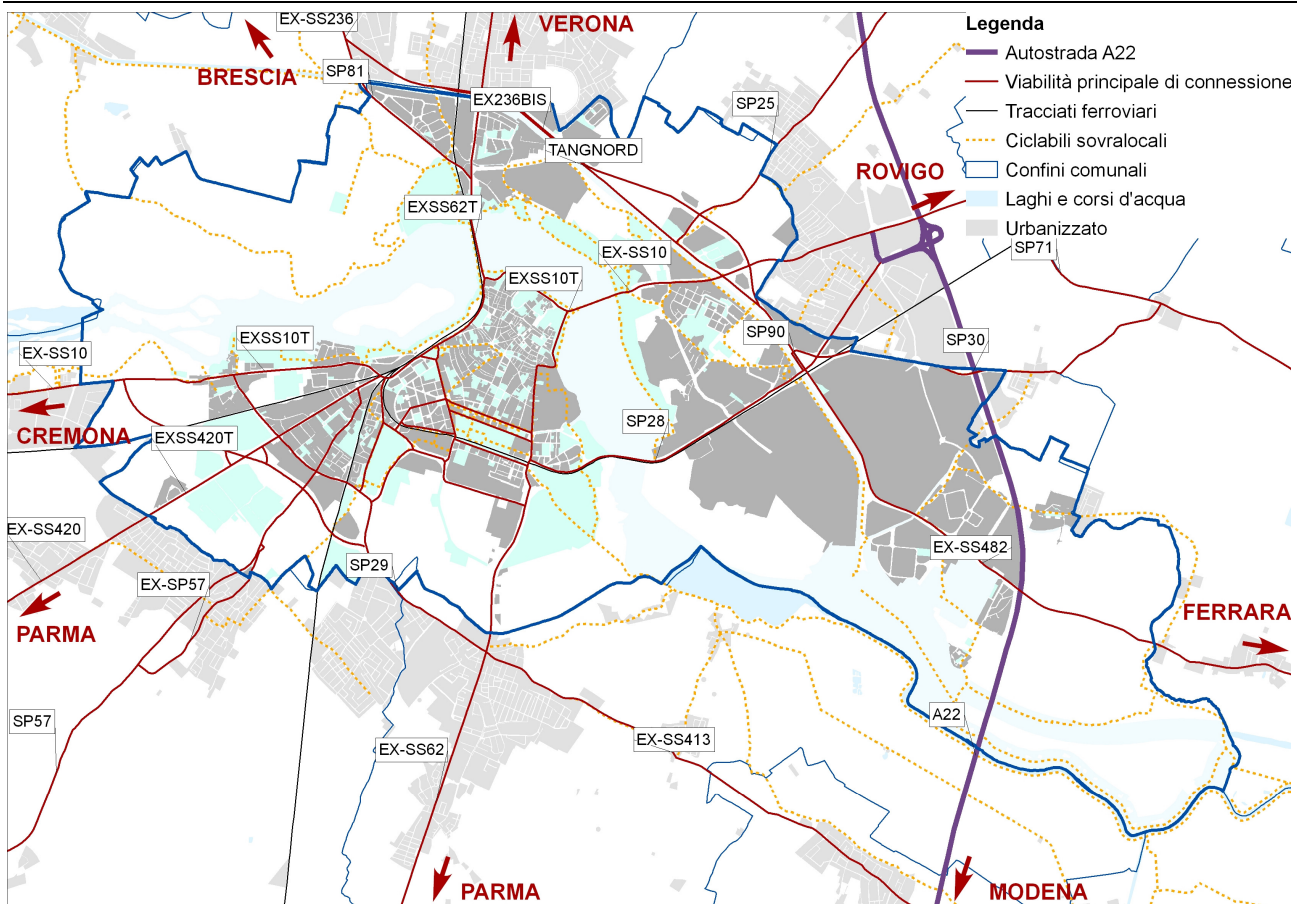 EX-SS236
VERONA
BRESCIA
SP81
EX236BIS
TANGNORD
SP25
Legenda
Autostrada A22
Viabilità principale di connessione
Tracciati ferroviari
Ciclabili sovralocali
Confini comunali
Laghi e corsi d'acqua
Urbanizzato
ROVIGO
SP71
EXSS62T
EX-SS10
EXSS10T
EXSS10T
SP90
SP30
EX-SS10
CREMONA
EXSS420T
SP28
EX-SS420
EX-SS482
SP29
EX-SP57
PARMA
FERRARA
SP57
EX-SS62
EX-SS413
A22
PARMA
MODENA